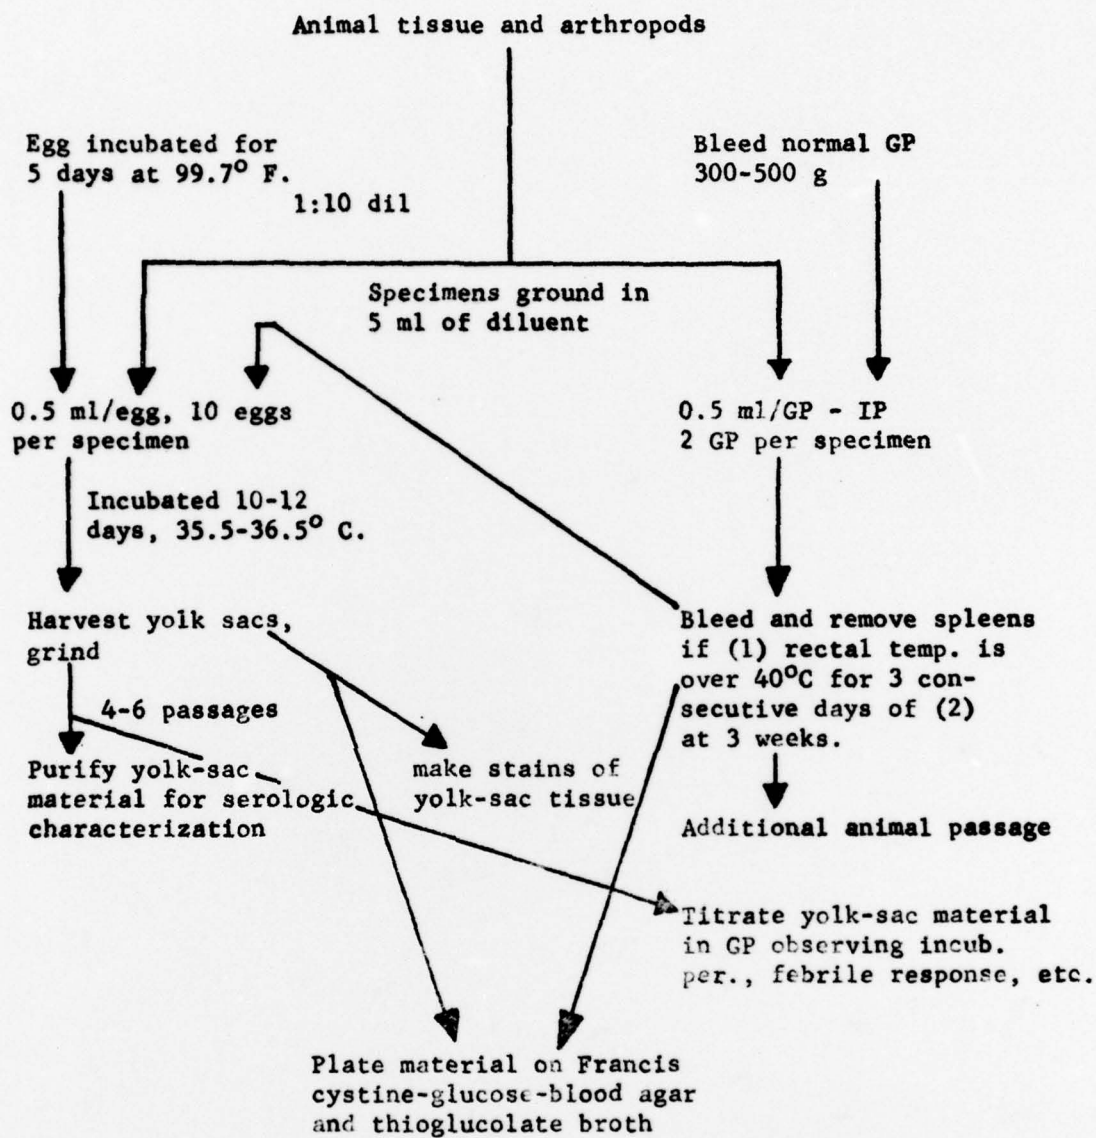 Animal tissue and arthropods
Egg incubated for
5 days at 99.7° F.
1:10 dil
Bleed normal GP
300-500 g
Specimens ground in
5 ml of diluent
0.5 ml/egg, 10 eggs
per specimen
0.5 ml/GP - IP
2 GP per specimen
Incubated 10-12
days, 35.5-36.5° C.
Harvest yolk sacs,
grind
Bleed and remove spleens
if (1) rectal temp. is
over 40°C for 3 con-
secutive days of (2)
at 3 weeks.
4-6 passages
Purify yolk-sac
material for serologic
characterization
make stains of
yolk-sac tissue
Additional animal passage
Titrate yolk-sac material
in GP observing incub.
per., febrile response, etc.
Plate material on Francis
cystine-glucose-blood agar
and thioglucolate broth